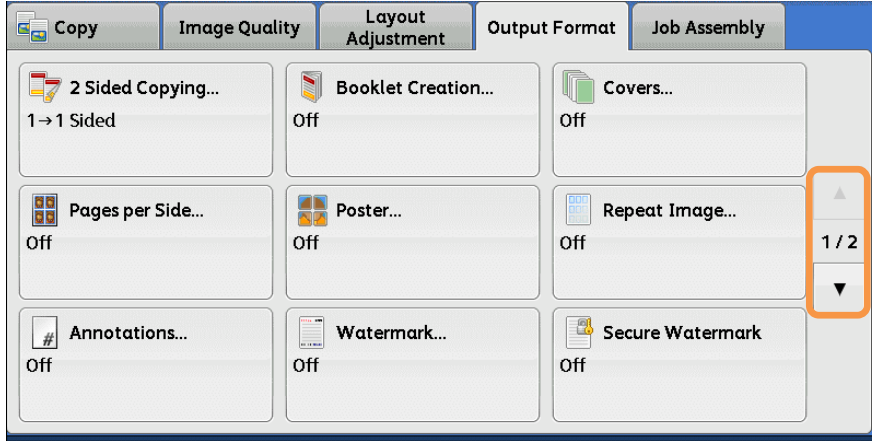 Copy
Image Quality
Layout
Adjustment
Output Format
Job Assembly
2 Sided Copying...
1→1 Sided
Booklet Creation...
Off
Covers...
Off
Pages per Side...
Off
Poster...
Off
Repeat Image...
Off
1 / 2
Annotations...
Off
Watermark...
Off
Secure Watermark
Off